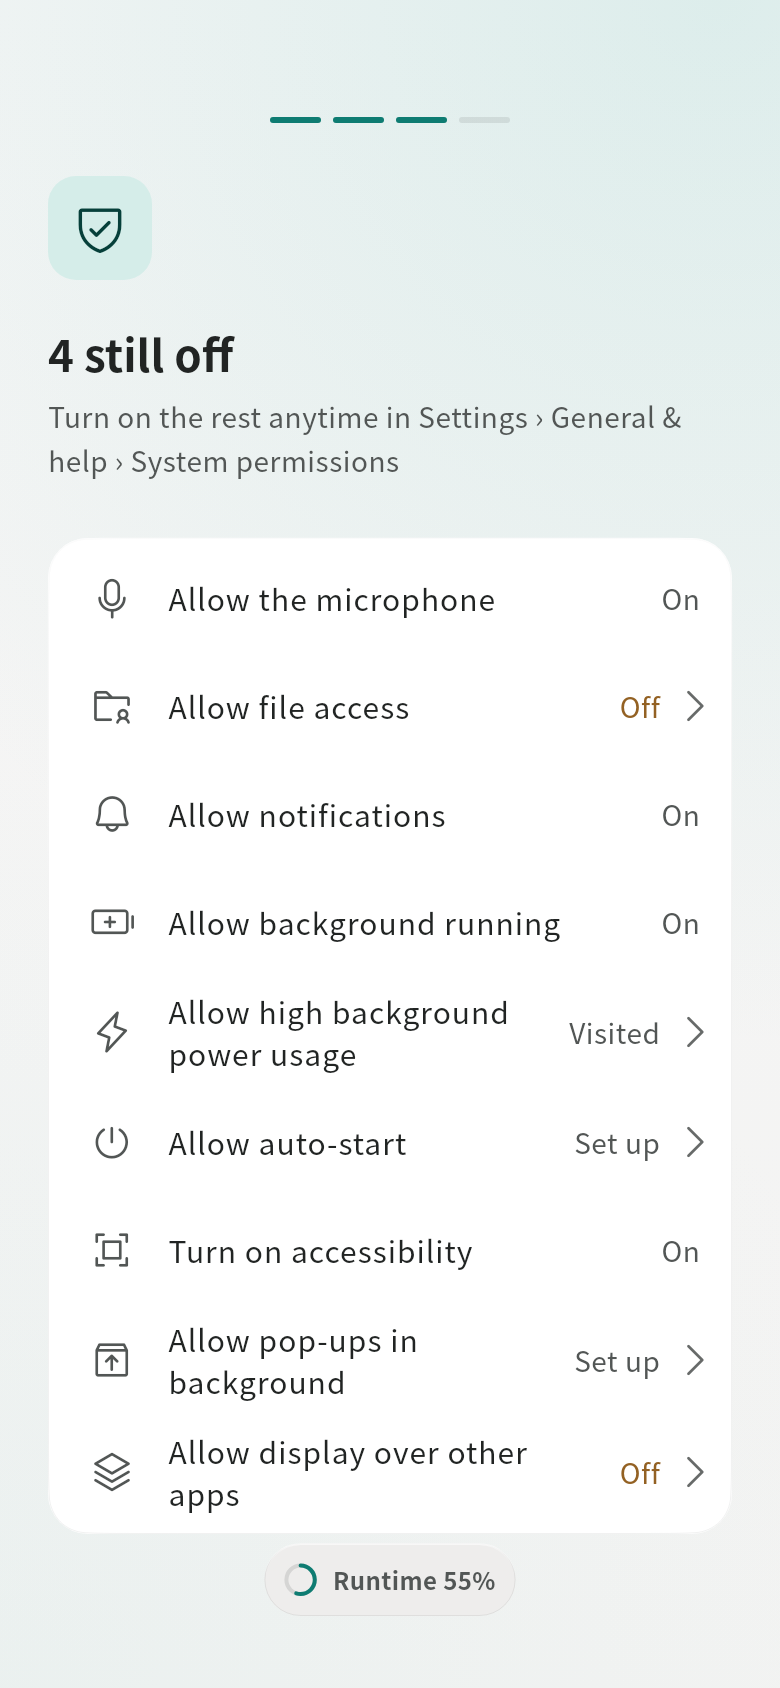 4 still off
Turn on the rest anytime in Settings › General &
help › System permissions
Allow the microphone On
Allow file access Off
Allow notifications On
Allow background running On
Allow high background
power usage
Visited
Allow auto-start Set up
Turn on accessibility On
Allow pop-ups in
background
Set up
Allow display over other
apps
Off
Runtime 55%